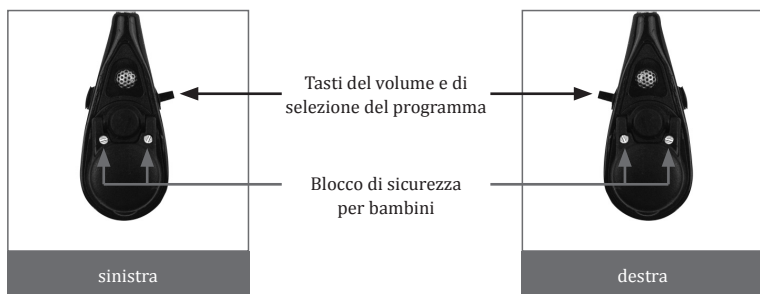 Tasti del volume e di
selezione del programma
Blocco di sicurezza
per bambini
sinistra
destra